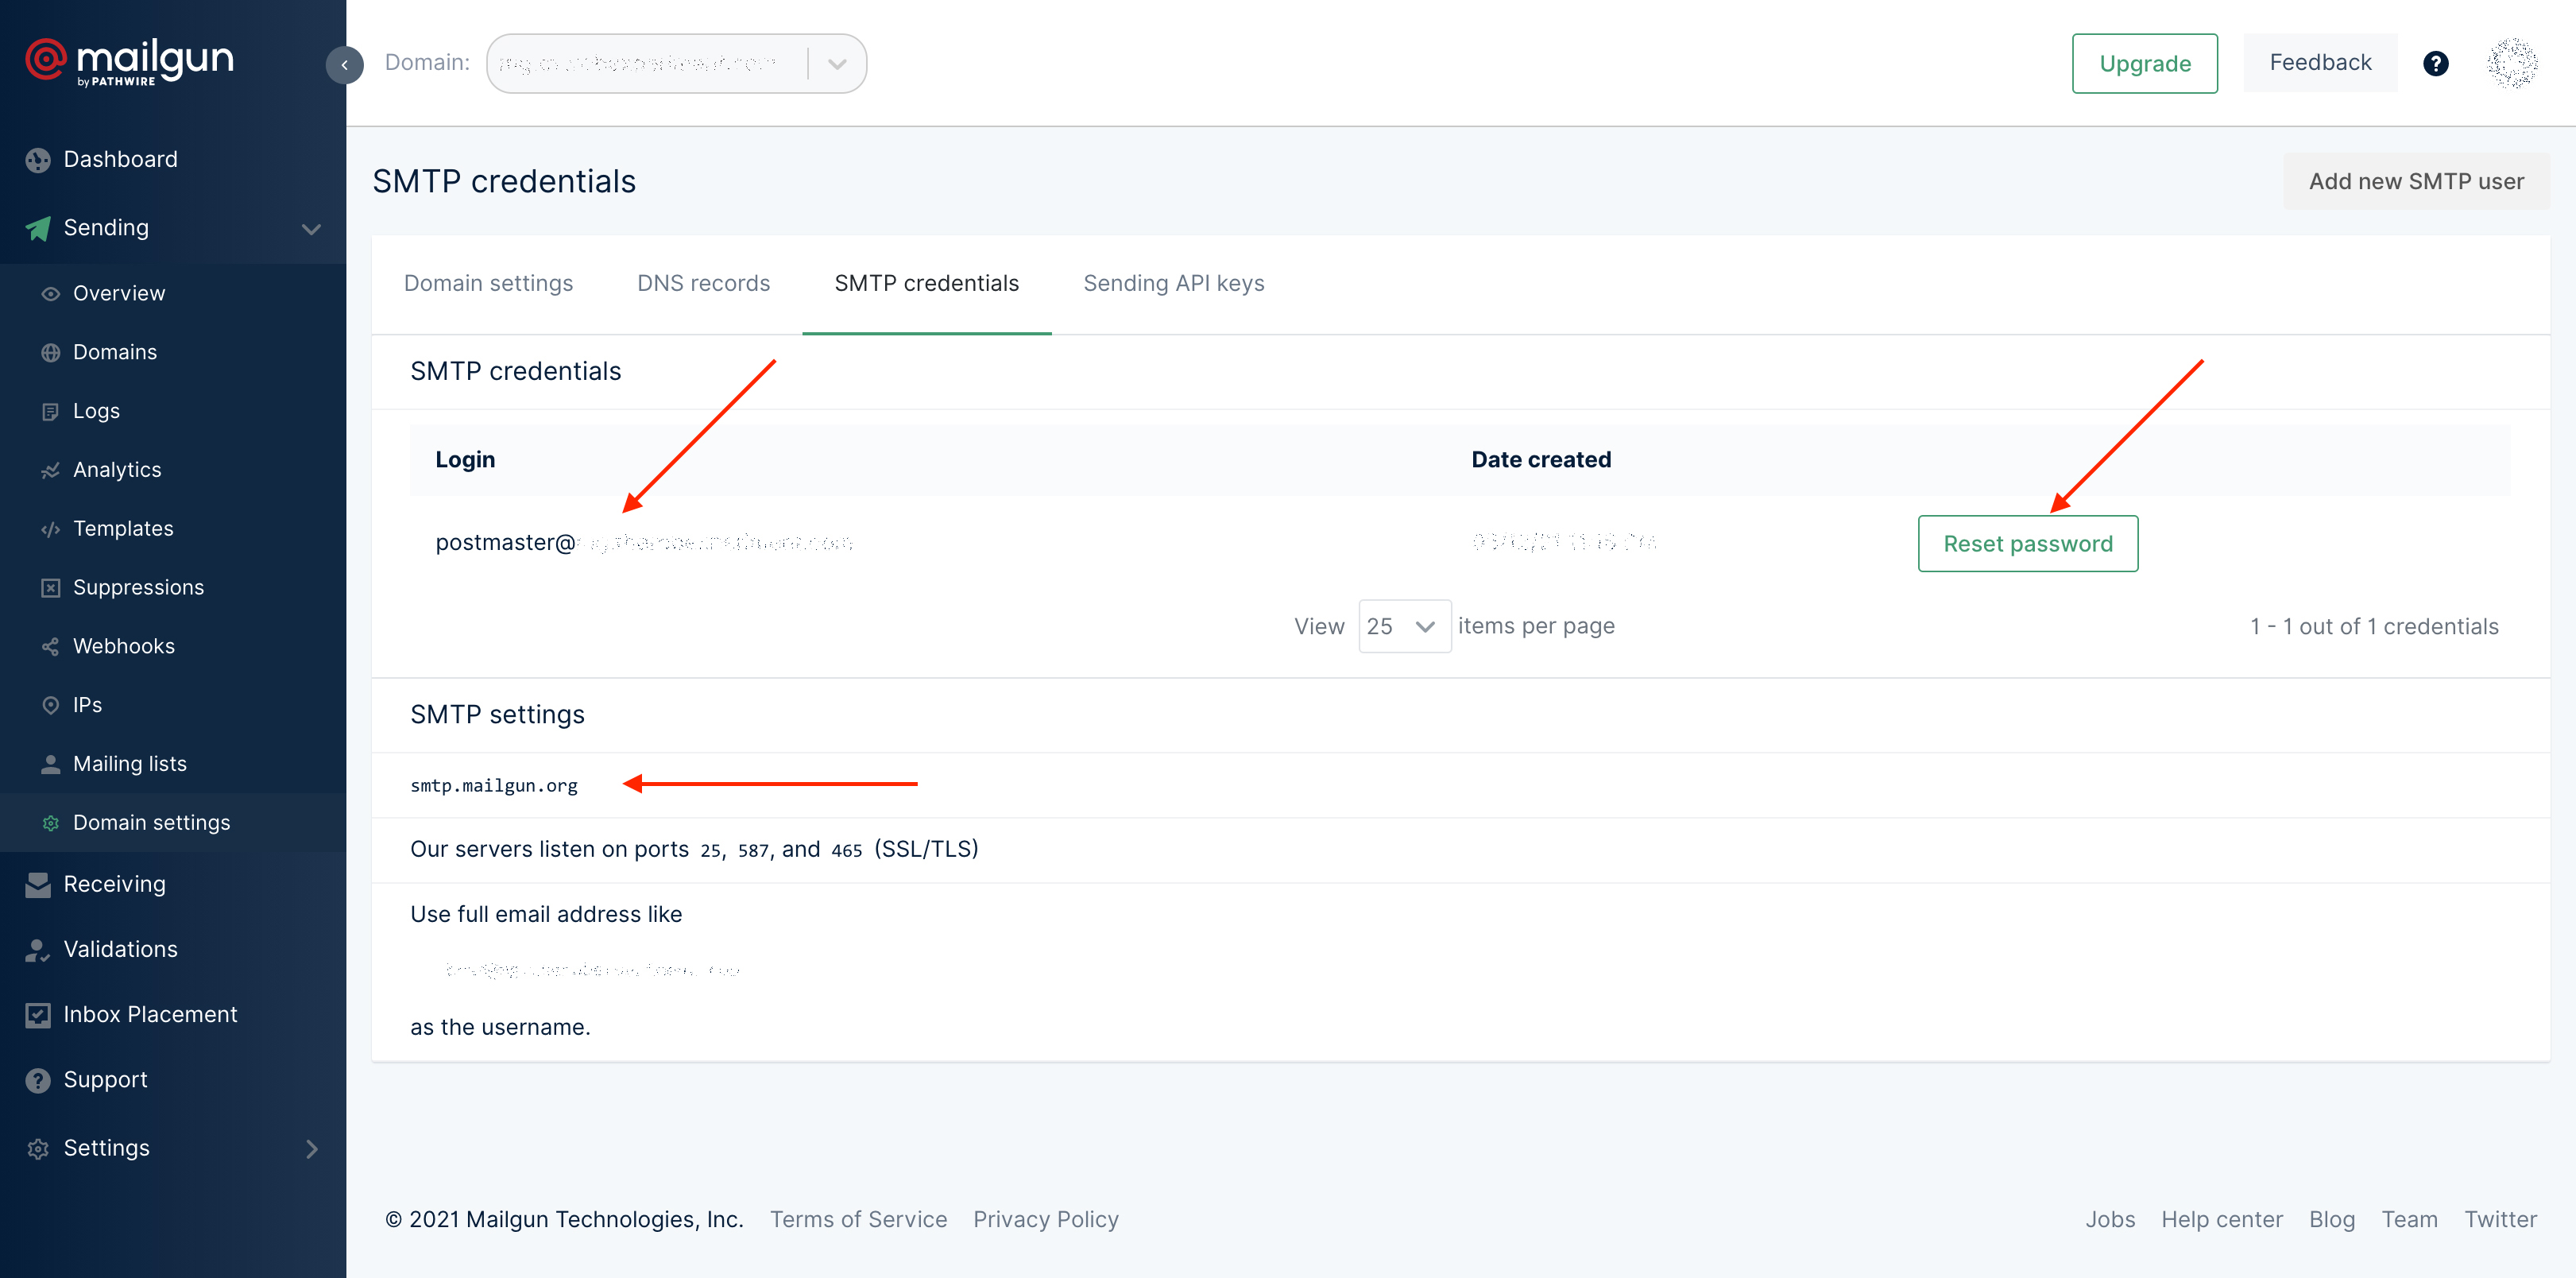 mailgun
by PATHWIRE
Dashboard
Sending
Overview
Domains
Logs
Analytics
Templates
Suppressions
Webhooks
IPs
Mailing lists
Domain settings
Receiving
Validations
Inbox Placement
Support
Settings
Domain:
Upgrade
Feedback
?
SMTP credentials
Add new SMTP user
Domain settings
DNS records
SMTP credentials
Sending API keys
SMTP credentials
Login
Date created
postmaster@
Reset password
View 25 items per page
1 - 1 out of 1 credentials
SMTP settings
smtp.mailgun.org
Our servers listen on ports 25, 587, and 465 (SSL/TLS)
Use full email address like
as the username.
© 2021 Mailgun Technologies, Inc.
Terms of Service
Privacy Policy
Jobs
Help center
Blog
Team
Twitter